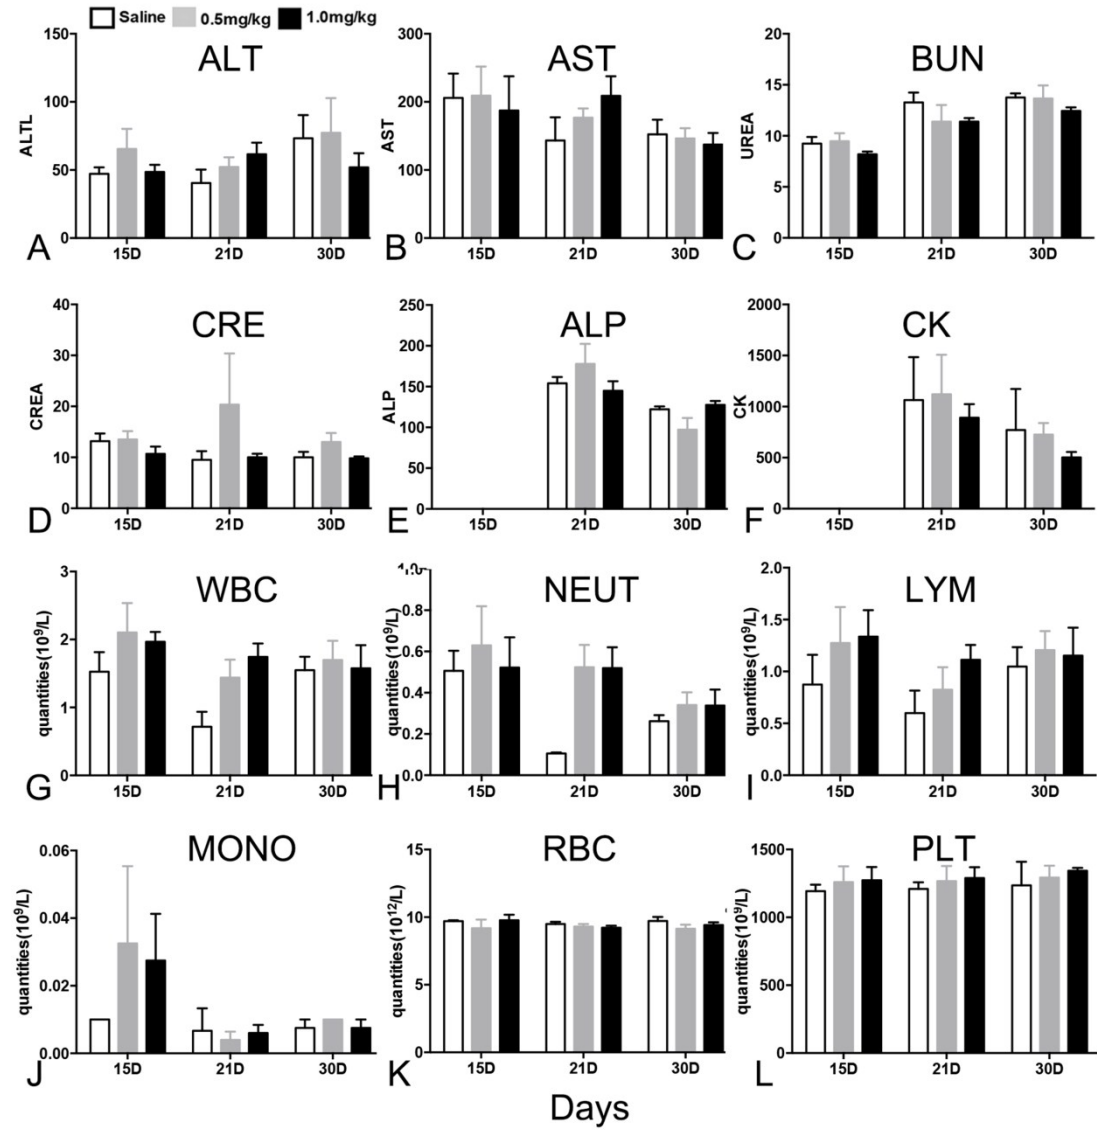 Saline 0.5mg/kg 1.0mg/kg
ALT
150
100
50
0
ALTL
15D 21D 30D
A
AST
300
200
100
0
AST
15D 21D 30D
B
BUN
20
15
10
5
0
UREA
15D 21D 30D
C
CRE
40
30
20
10
0
CREA
15D 21D 30D
D
ALP
250
200
150
100
50
0
ALP
15D 21D 30D
E
CK
2000
1500
1000
500
0
CK
15D 21D 30D
F
WBC
3
2
1
0
quantities(10⁹/L)
15D 21D 30D
G
NEUT
1.0
0.8
0.6
0.4
0.2
0.0
quantities(10⁹/L)
15D 21D 30D
H
LYM
2.0
1.5
1.0
0.5
0.0
quantities(10⁹/L)
15D 21D 30D
I
MONO
0.06
0.04
0.02
0.00
quantities(10⁹/L)
15D 21D 30D
J
RBC
15
10
5
0
quantities(10¹²/L)
15D 21D 30D
K
PLT
1500
1000
500
0
quantities(10⁹/L)
15D 21D 30D
L
Days